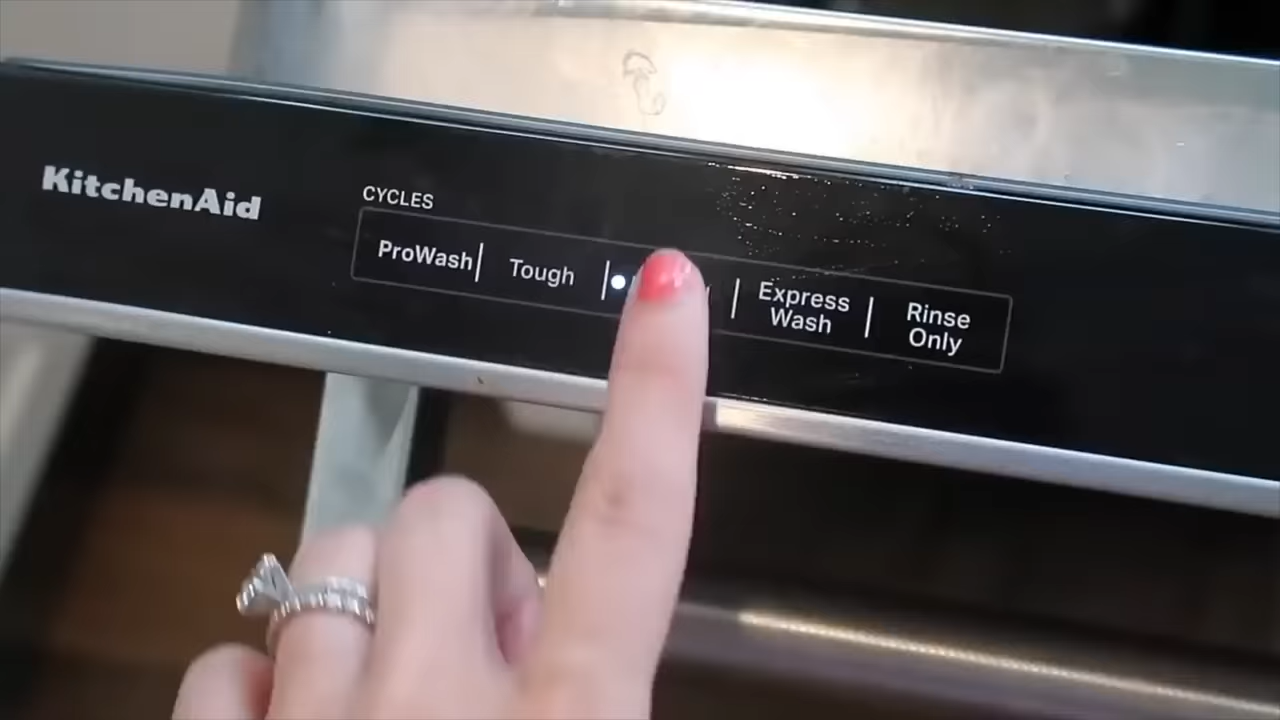 KitchenAid
CYCLES
ProWash
Tough
Express
Wash
Rinse
Only